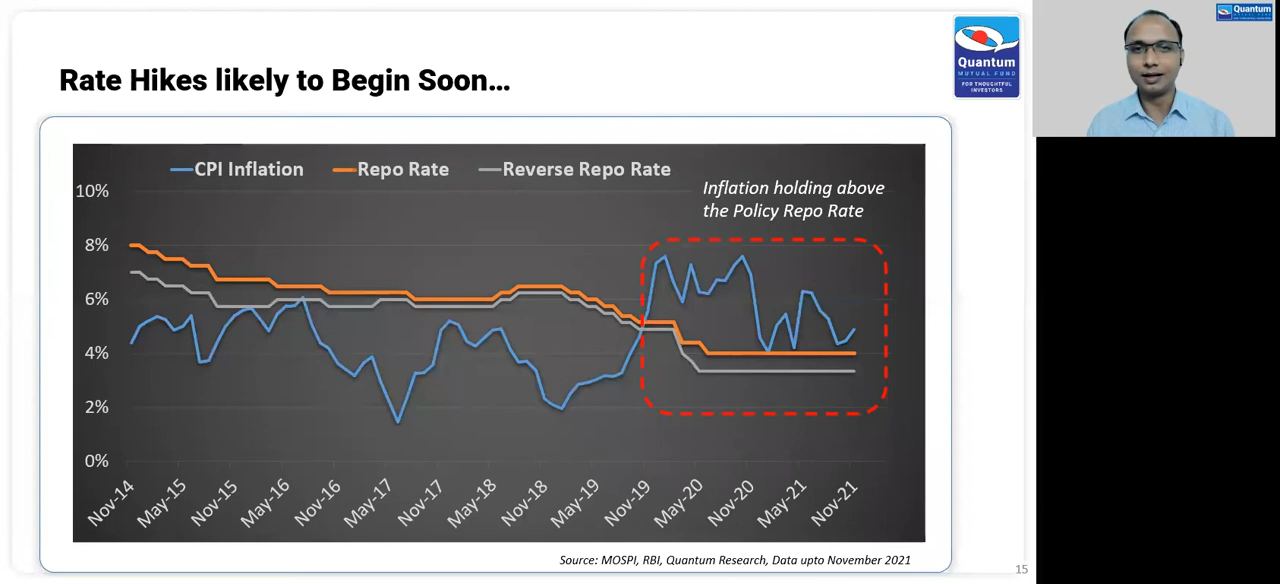 Rate Hikes likely to Begin Soon...
Quantum
MUTUAL FUND
FOR THOUGHTFUL
INVESTORS
Quantum
CPI Inflation
Repo Rate
Reverse Repo Rate
Inflation holding above
the Policy Repo Rate
10%
8%
6%
4%
2%
0%
Nov-14
May-15
Nov-15
May-16
Nov-16
May-17
Nov-17
May-18
Nov-18
May-19
Nov-19
May-20
Nov-20
May-21
Nov-21
Source: MOSPI, RBI, Quantum Research, Data upto November 2021
15